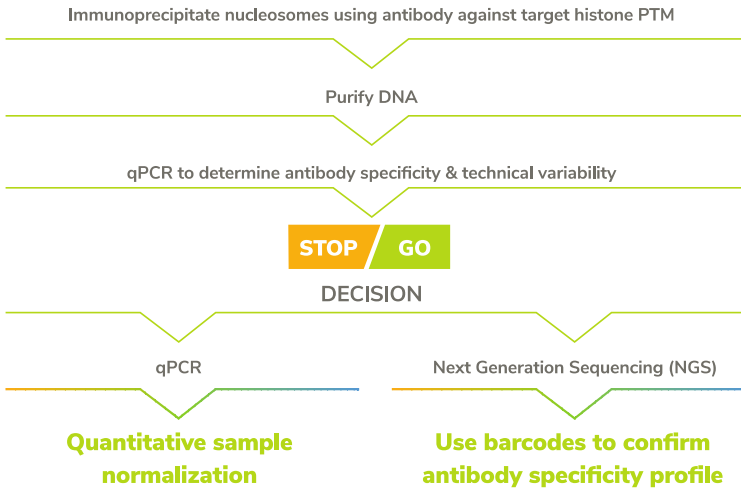 Immunoprecipitate nucleosomes using antibody against target histone PTM
Purify DNA
qPCR to determine antibody specificity & technical variability
STOP / GO
DECISION
qPCR
Next Generation Sequencing (NGS)
Quantitative sample
normalization
Use barcodes to confirm
antibody specificity profile